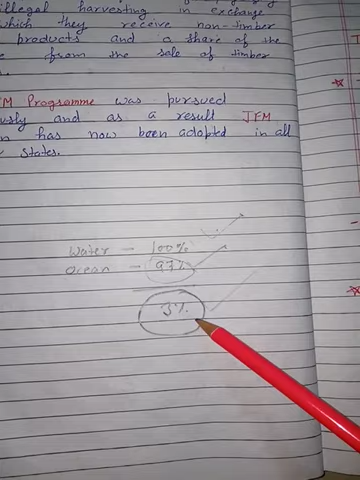 illegal harvesting in exchange
which they receive non-timber
products and a share of the
from the sale of timber
JFM Programme was pursued
and as a result JFM
has now been adopted in all
States.
Water - 100%
Ocean - 97%
3%